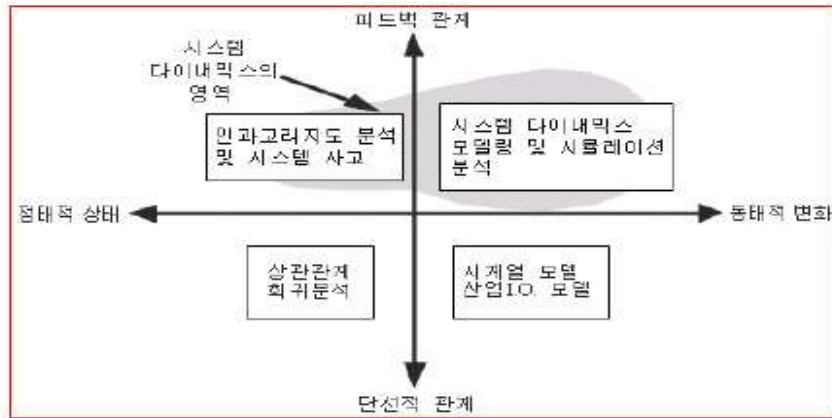 피드백 관계
시스템
다이내믹스의
영역
인과고리지도 분석
및 시스템 사고
시스템 다이내믹스
모델링 및 시뮬레이션
분석
점태적 상태
동태적 변화
상관관계
회귀분석
시계열 모델
산업I.O. 모델
단선적 관계